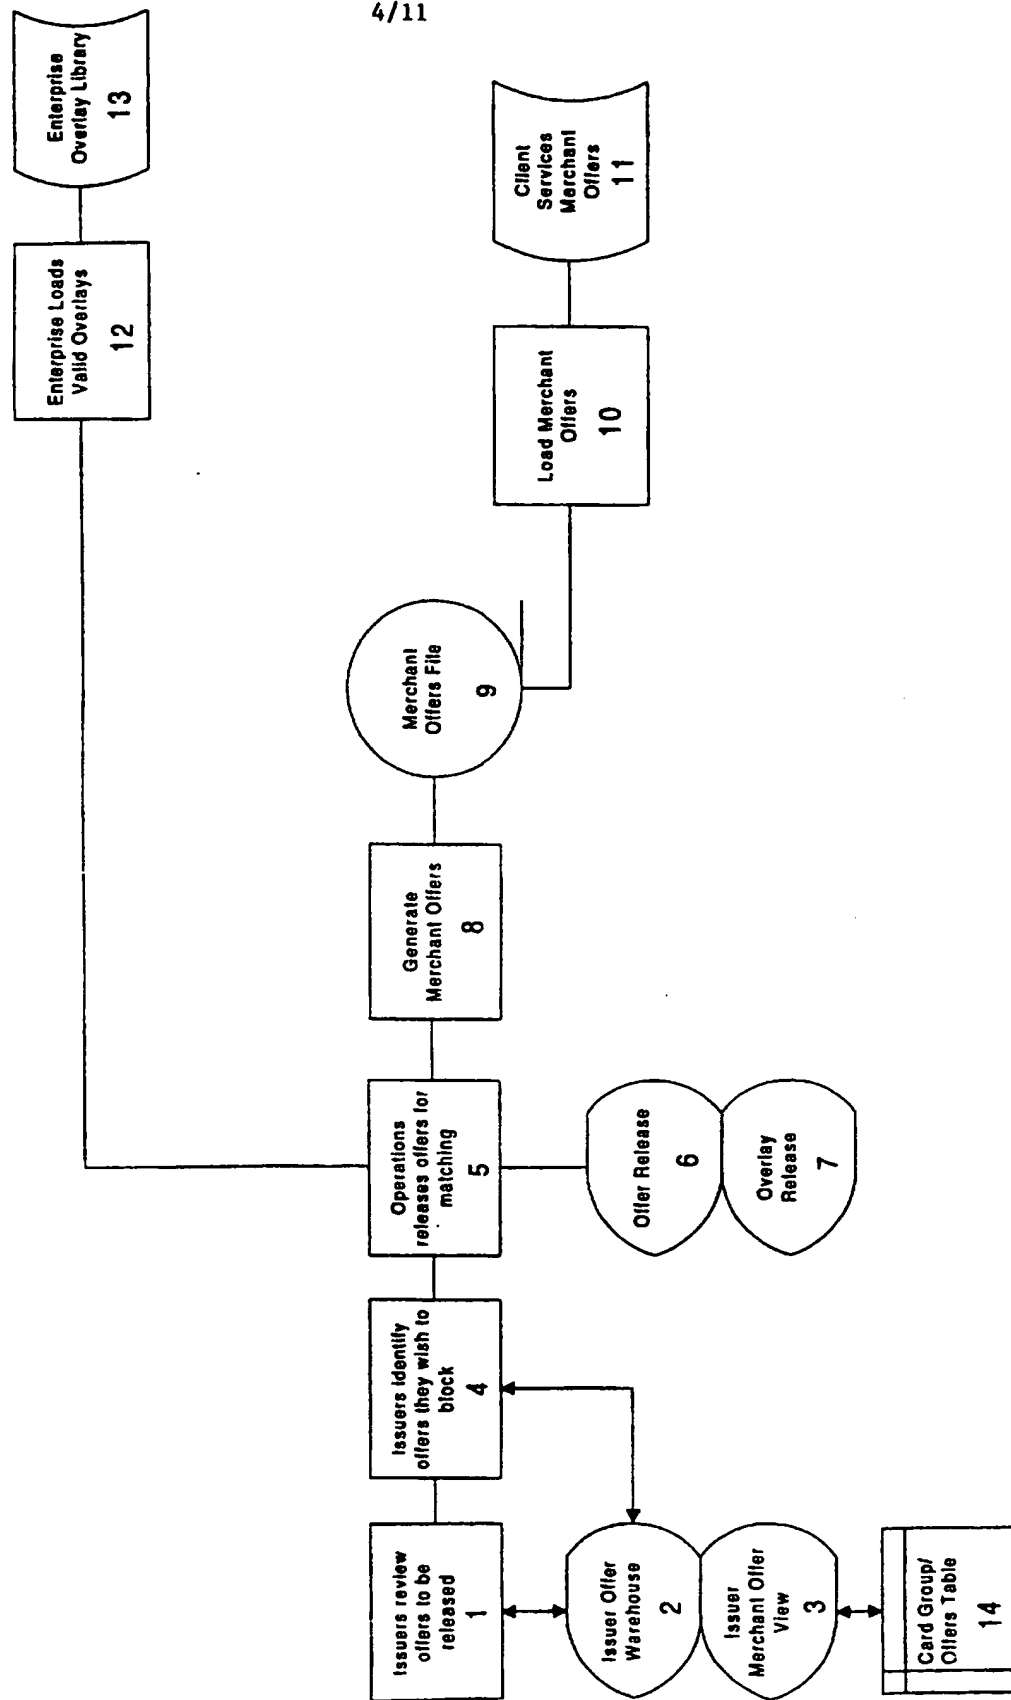 4/11
Issuers review
offers to be
released
1
Issuer Offer
Warehouse
2
Issuer
Merchant Offer
View
3
Card Group/
Offers Table
14
Issuers identify
offers they wish to
block
4
Operations
releases offers for
matching
5
Offer Release
6
Overlay
Release
7
Generate
Merchant Offers
8
Merchant
Offers File
9
Load Merchant
Offers
10
Client
Services
Merchant
Offers
11
Enterprise Loads
Valid Overlays
12
Enterprise
Overlay Library
13